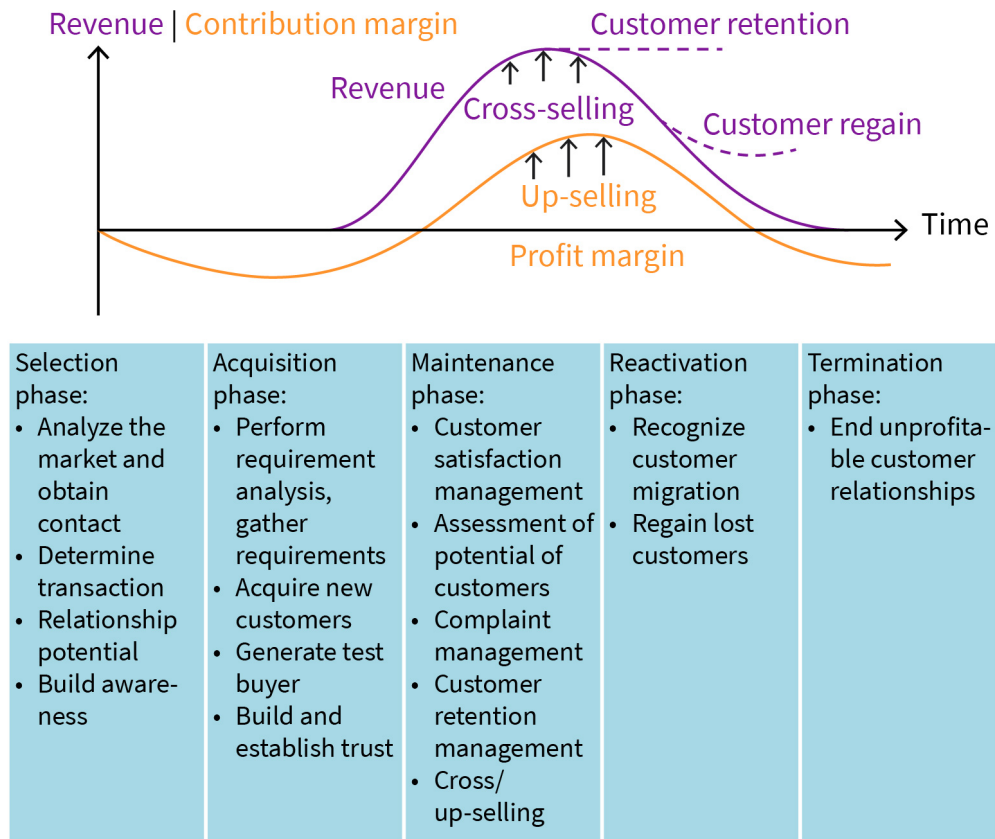 Revenue | Contribution margin
Customer retention
Revenue
Cross-selling
Customer regain
Up-selling
Time
Profit margin
Selection
phase:
• Analyze the
market and
obtain
contact
• Determine
transaction
• Relationship
potential
• Build aware-
ness
Acquisition
phase:
• Perform
requirement
analysis,
gather
requirements
• Acquire new
customers
• Generate test
buyer
• Build and
establish trust
Maintenance
phase:
• Customer
satisfaction
management
• Assessment of
potential of
customers
• Complaint
management
• Customer
retention
management
• Cross/
up-selling
Reactivation
phase:
• Recognize
customer
migration
• Regain lost
customers
Termination
phase:
• End unprofita-
ble customer
relationships